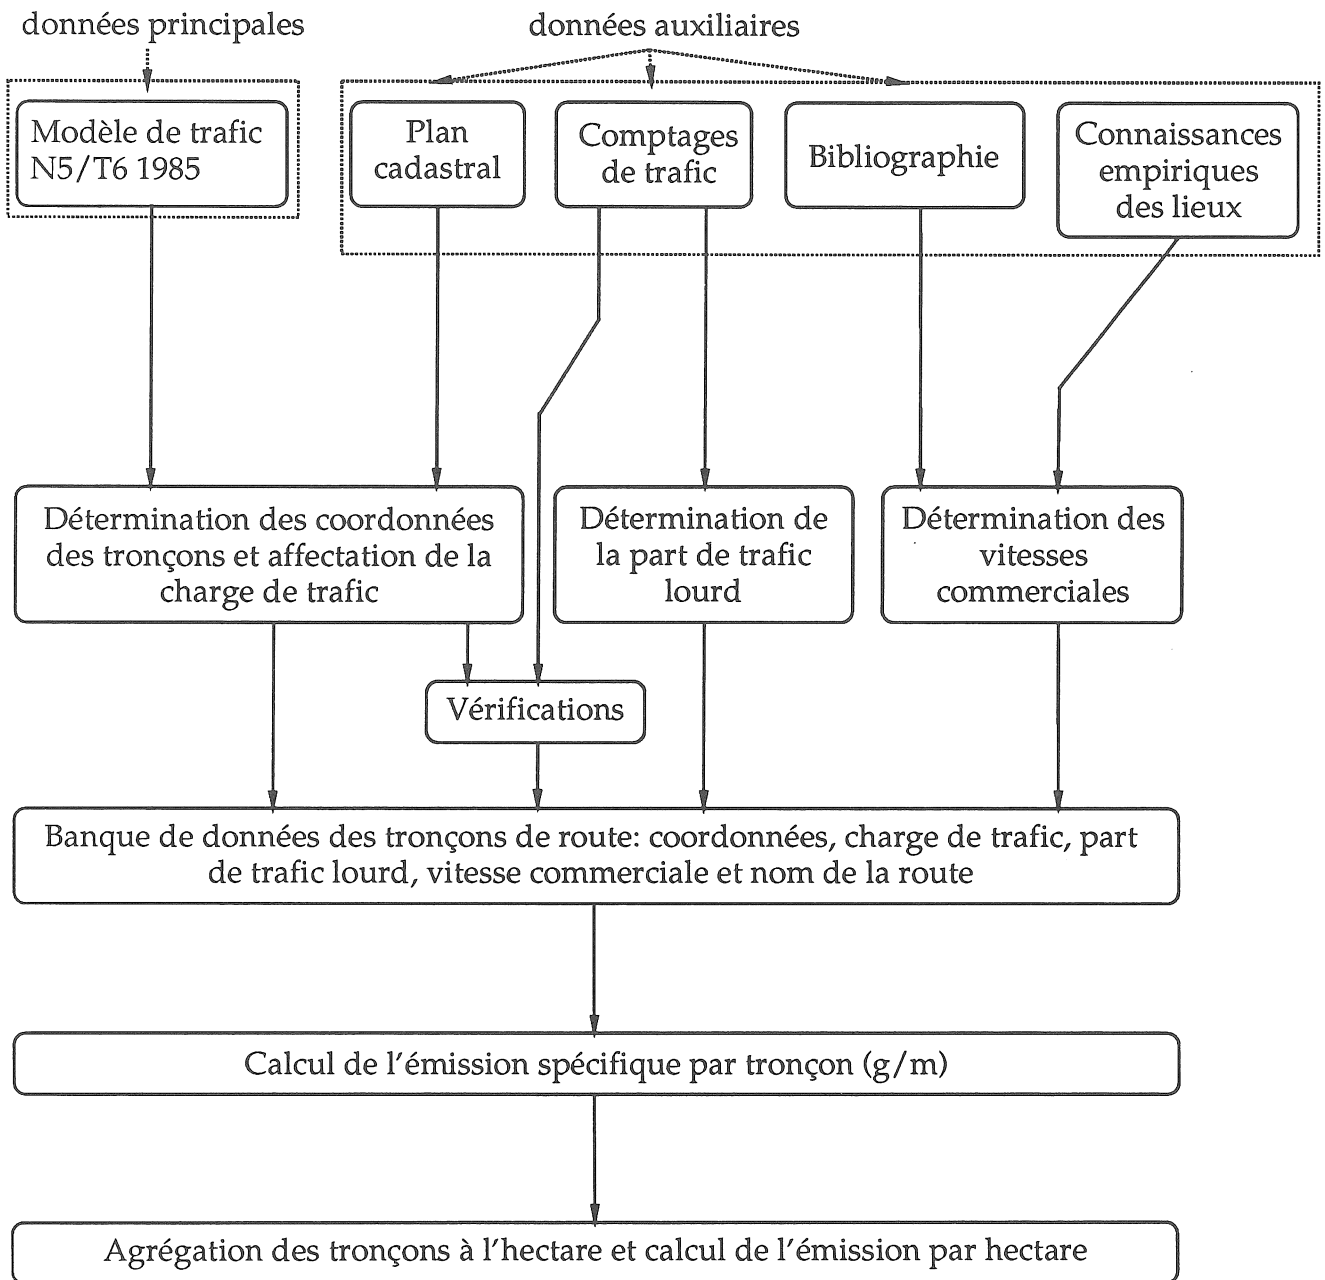 données principales
données auxiliaires
Modèle de trafic
N5/T6 1985
Plan
cadastral
Comptages
de trafic
Bibliographie
Connaissances
empiriques
des lieux
Détermination des coordonnées
des tronçons et affectation de la
charge de trafic
Détermination de
la part de trafic
lourd
Détermination des
vitesses
commerciales
Vérifications
Banque de données des tronçons de route: coordonnées, charge de trafic, part
de trafic lourd, vitesse commerciale et nom de la route
Calcul de l'émission spécifique par tronçon (g/m)
Agrégation des tronçons à l'hectare et calcul de l'émission par hectare